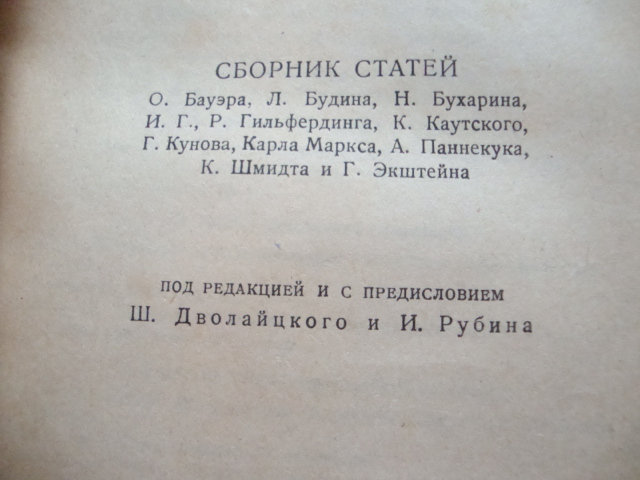 СБОРНИК СТАТЕЙ
О. Бауэра, Л. Будина, Н. Бухарина,
И. Г., Р. Гильфердинга, К. Каутского,
Г. Кунова, Карла Маркса, А. Паннекука,
К. Шмидта и Г. Экштейна
ПОД РЕДАКЦИЕЙ И С ПРЕДИСЛОВИЕМ
Ш. Дволайцкого и И. Рубина